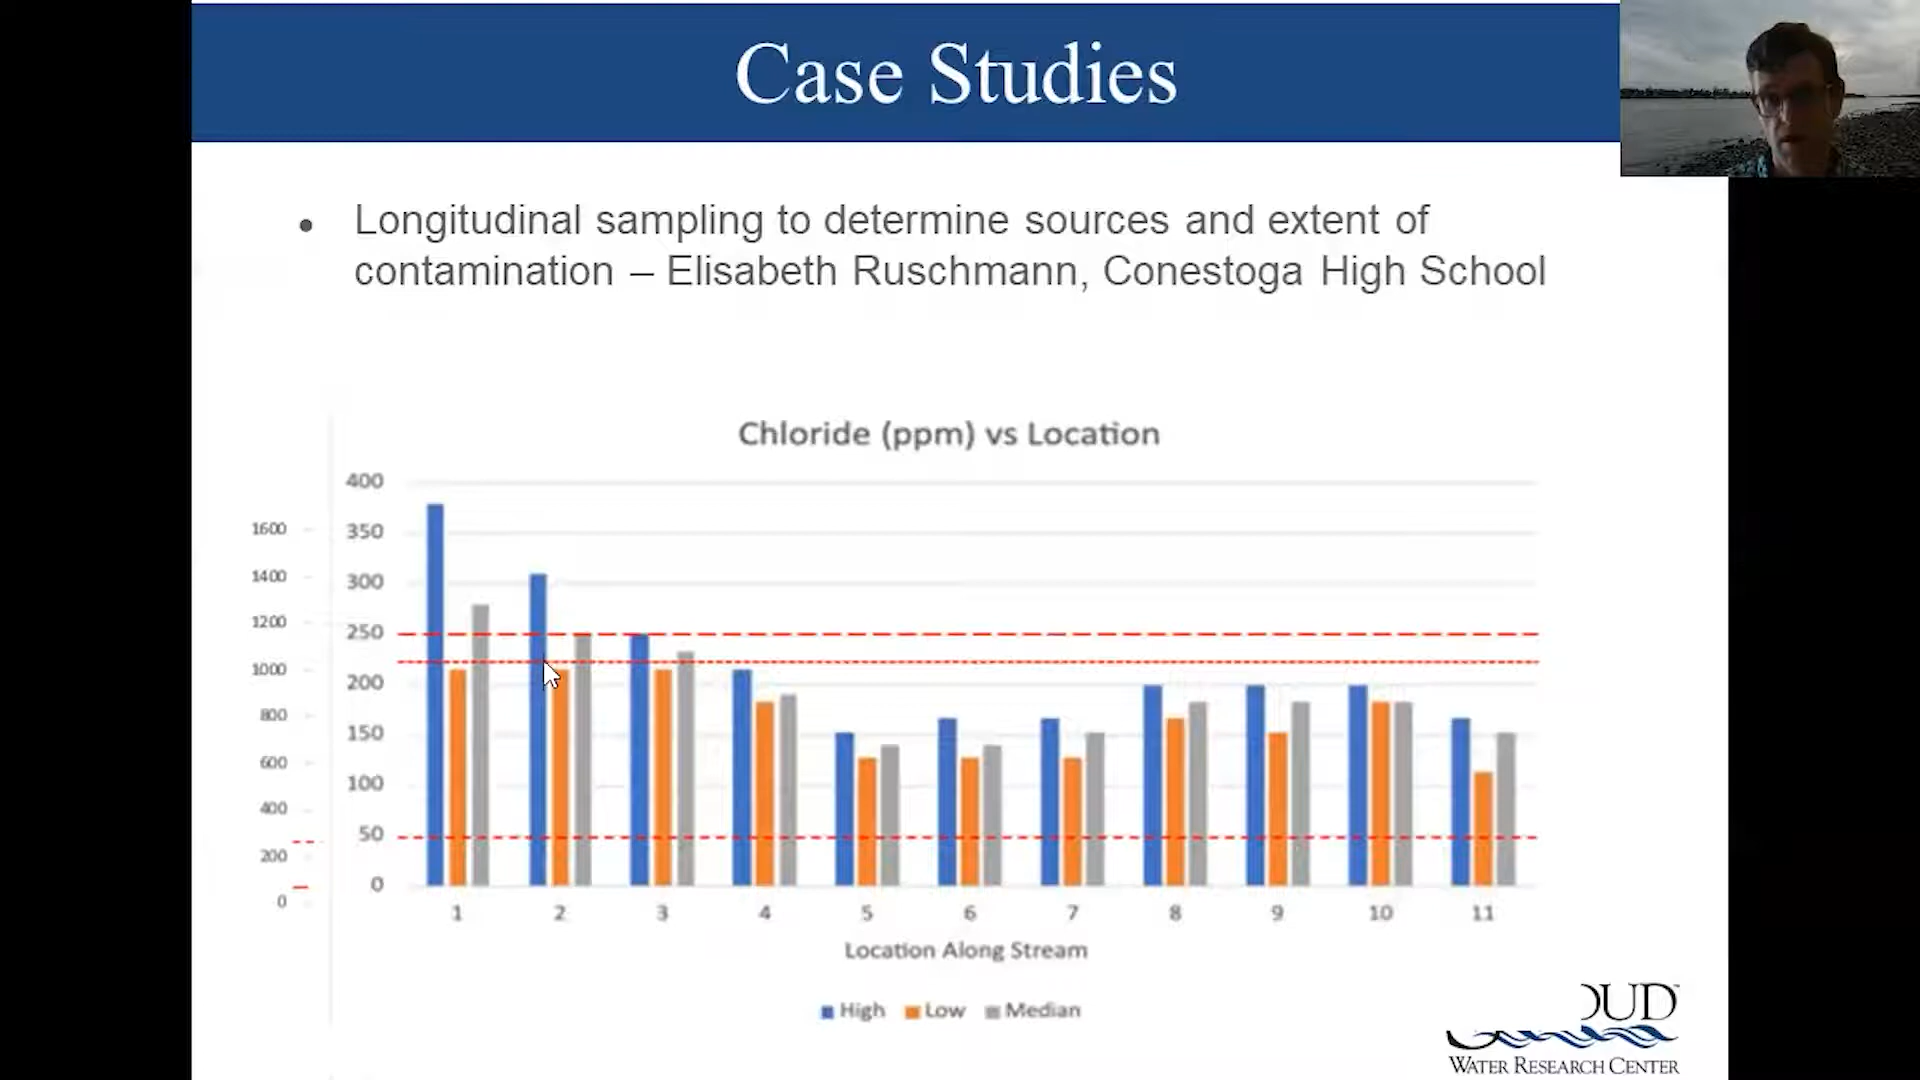 Case Studies
• Longitudinal sampling to determine sources and extent of
contamination – Elisabeth Ruschmann, Conestoga High School
Chloride (ppm) vs Location
400
350
300
250
200
150
100
50
0
1600
1400
1200
1000
800
600
400
200
0
1 2 3 4 5 6 7 8 9 10 11
Location Along Stream
High Low Median
OUD™
WATER RESEARCH CENTER